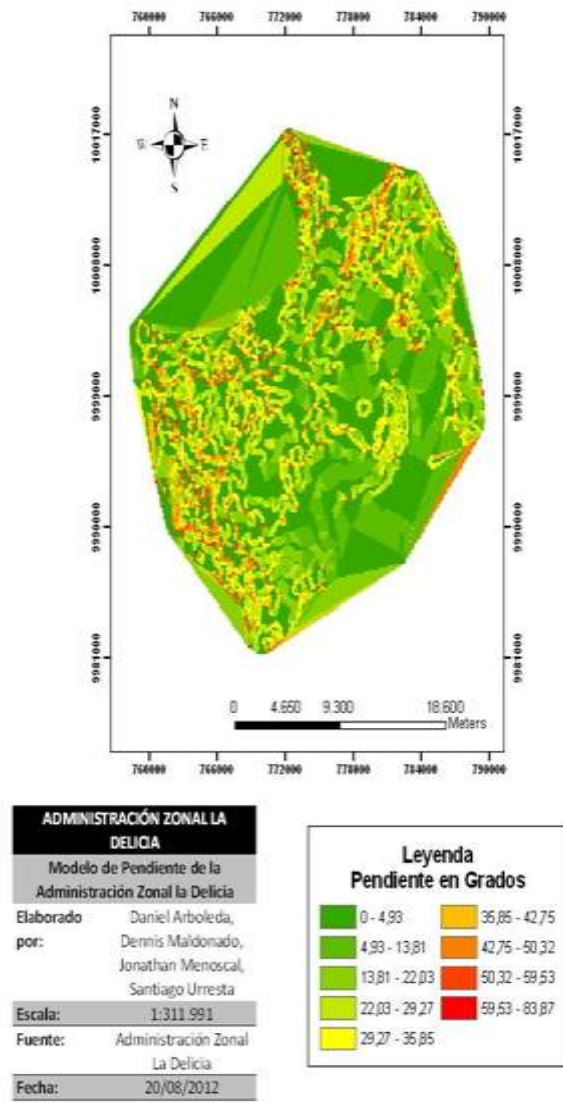 760000 766000 772000 778000 784000 790000
N
W E
S
10017000 10017000
10008000 10008000
9999000 9999000
9990000 9990000
9981000 9981000
0 4.650 9.300 18.600
Meters
760000 766000 772000 778000 784000 790000
ADMINISTRACIÓN ZONAL LA
DELICIA
Modelo de Pendiente de la
Administración Zonal la Delicia
Elaborado Daniel Arboleda,
por: Dennis Maldonado,
Jonathan Menoscal,
Santiago Urresta
Escala: 1:311.991
Fuente: Administración Zonal
La Delicia
Fecha: 20/08/2012
Leyenda
Pendiente en Grados
0 - 4,93 35,85 - 42,75
4,93 - 13,81 42,75 - 50,32
13,81 - 22,03 50,32 - 59,53
22,03 - 29,27 59,53 - 83,87
29,27 - 35,85